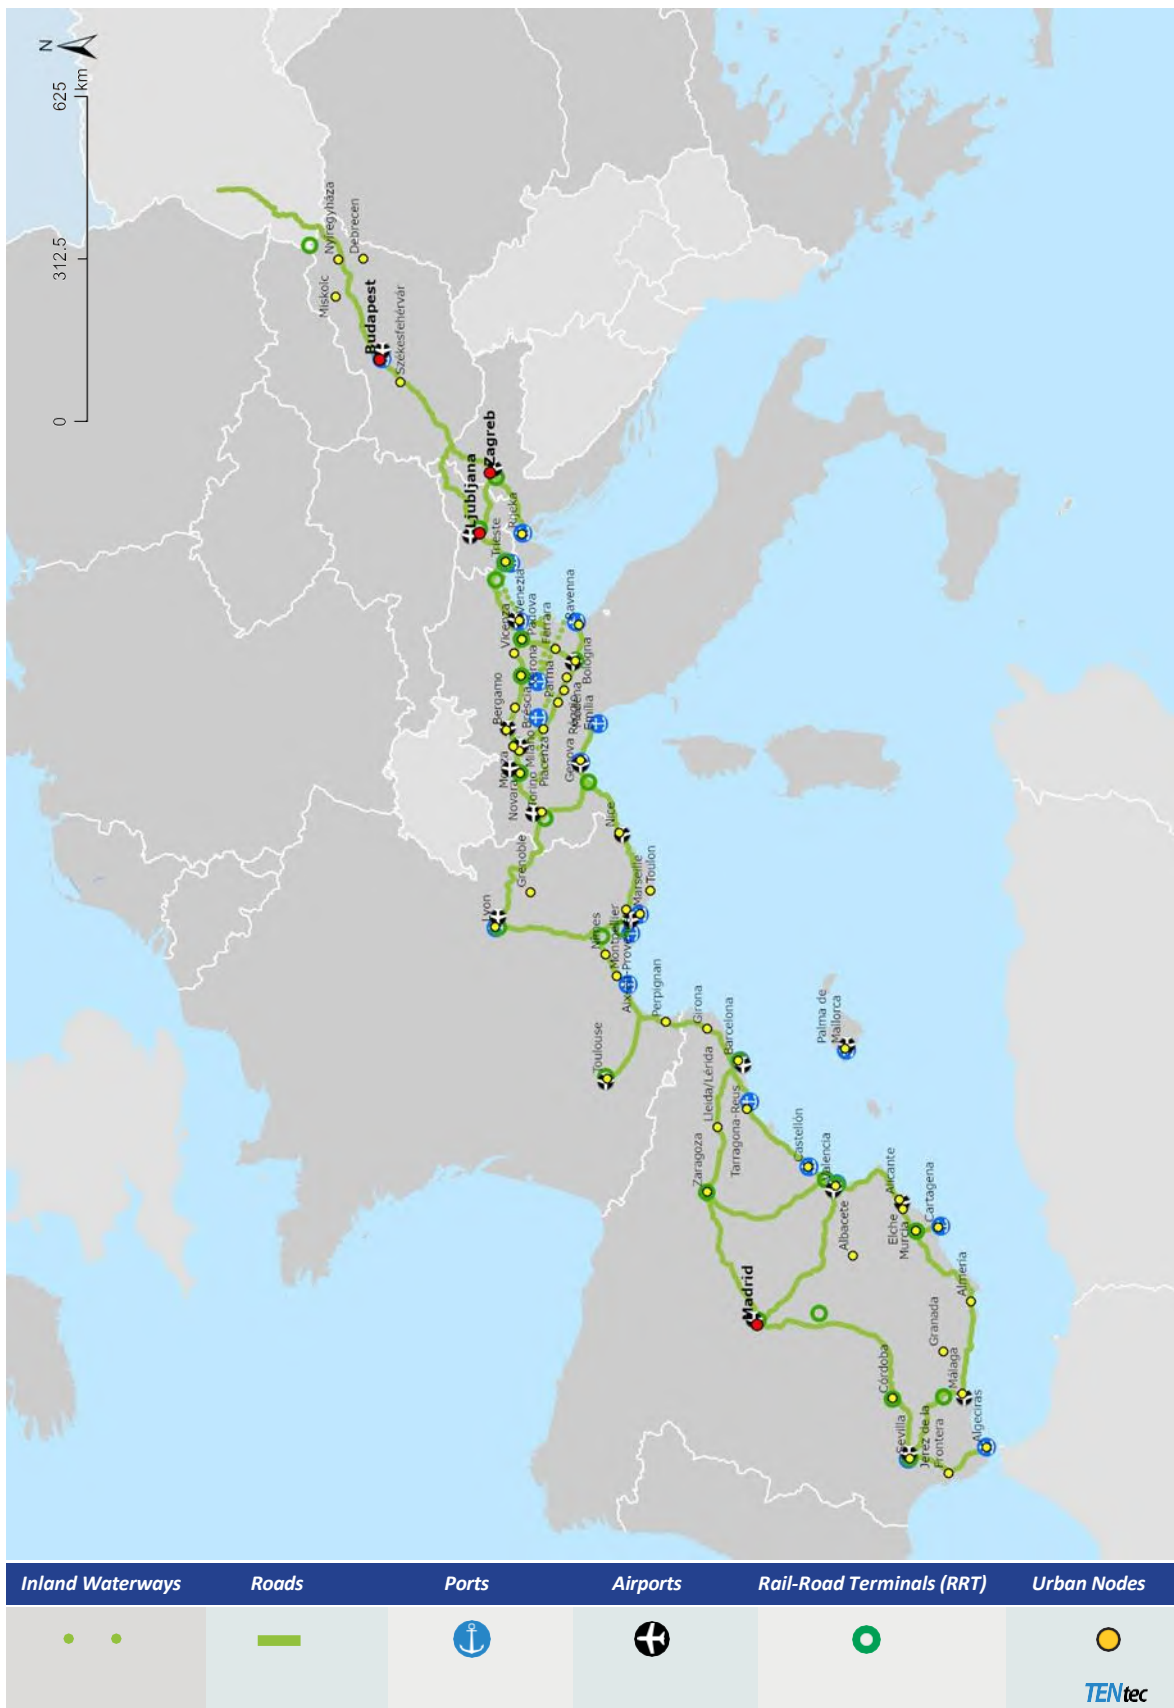 N
0 312.5 625
km
Nyíregyháza
Debrecen
Miskolc
Budapest
Székesfehérvár
Zagreb
Ljubljana
Rijeka
Trieste
Venezia
Padova
Vicenza
Ferrara
Ravenna
Bologna
Parma
Bergamo
Brescia
Reggio
Emilia
Milano
Piacenza
Genova
Monza
Novara
Torino
Grenoble
Nice
Toulon
Marseille
Lyon
Nîmes
Montpellier
Perpignan
Toulouse
Girona
Barcelona
Palma de
Mallorca
Lleida/Lérida
Tarragona-Reus
Zaragoza
Castellón
Valencia
Albacete
Alicante
Elche
Murcia
Cartagena
Almería
Madrid
Granada
Córdoba
Málaga
Sevilla
Jerez de la
Frontera
Algeciras
Inland Waterways Roads Ports Airports Rail-Road Terminals (RRT) Urban Nodes
TENtec